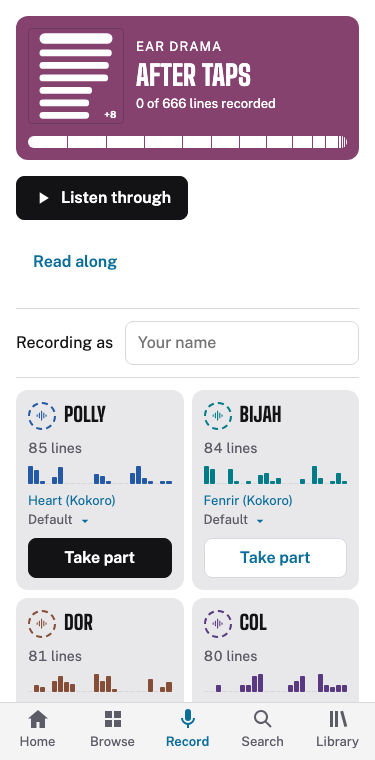 EAR DRAMA
AFTER TAPS
0 of 666 lines recorded
+8
Listen through
Read along
Recording as
Your name
POLLY
85 lines
Heart (Kokoro)
Default
Take part
BIJAH
84 lines
Fenrir (Kokoro)
Default
Take part
DOR
81 lines
COL
80 lines
Home
Browse
Record
Search
Library